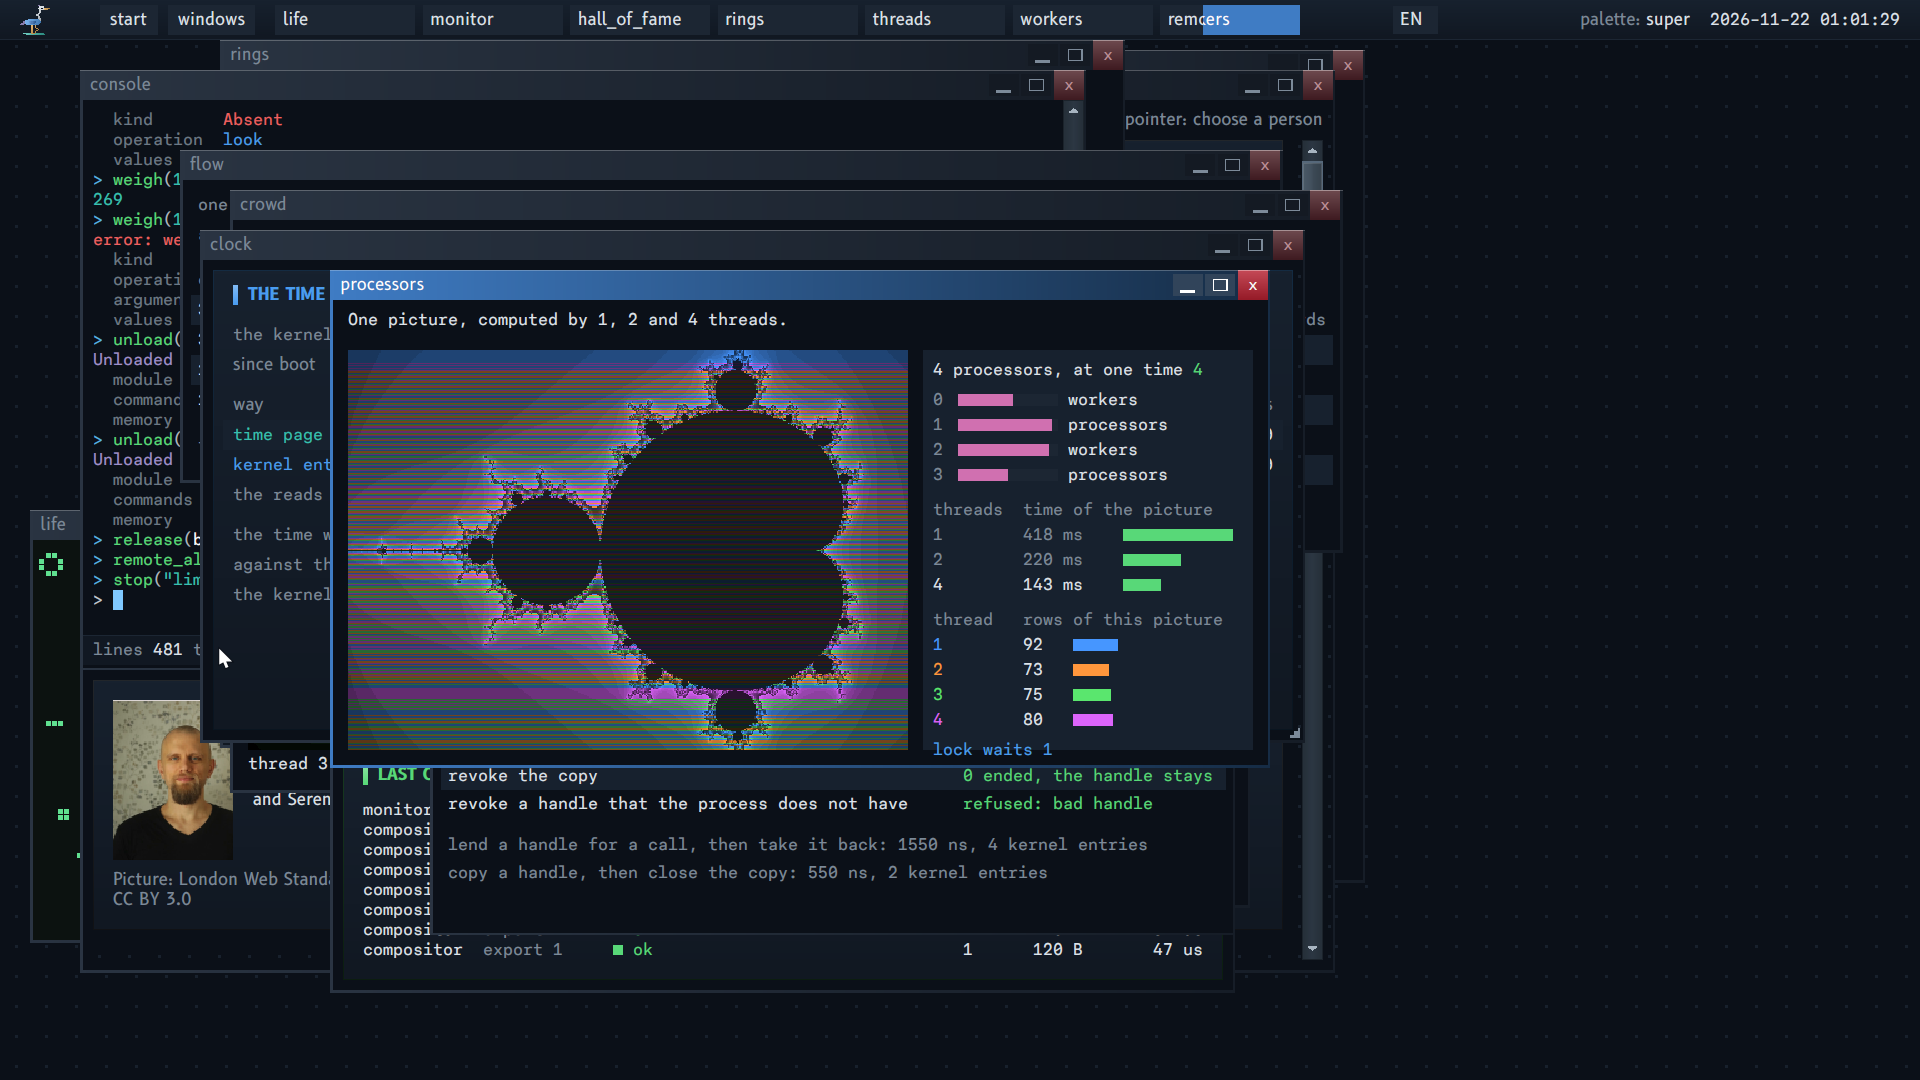 start windows life monitor hall_of_fame rings threads workers EN palette: super 2026-11-22 01:01:29
rings
console
kind Absent
operation look
values
pointer: choose a person
> weigh(1
269
> weigh(1
error: we
kind
operati
argumen
values
> unload(
Unloaded
module
command
memory
> unload(
Unloaded
module
commands
memory
> release(b
> remote_al
> stop("lim
>
lines 481 t
flow
one
crowd
ds
clock
THE TIME
the kernel
since boot
way
time page
kernel ent
the reads
the time w
against th
the kernel
processors
One picture, computed by 1, 2 and 4 threads.
4 processors, at one time 4
0 workers
1 processors
2 workers
3 processors
threads time of the picture
1 418 ms
2 220 ms
4 143 ms
thread rows of this picture
1 92
2 73
3 75
4 80
lock waits 1
life
thread 3
and Seren
Picture: London Web Standa
CC BY 3.0
LAST C
monitor
composi
composi
composi
composi
composi
composi
compositor export 1 ok 1 120 B 47 us
revoke the copy 0 ended, the handle stays
revoke a handle that the process does not have refused: bad handle
lend a handle for a call, then take it back: 1550 ns, 4 kernel entries
copy a handle, then close the copy: 550 ns, 2 kernel entries